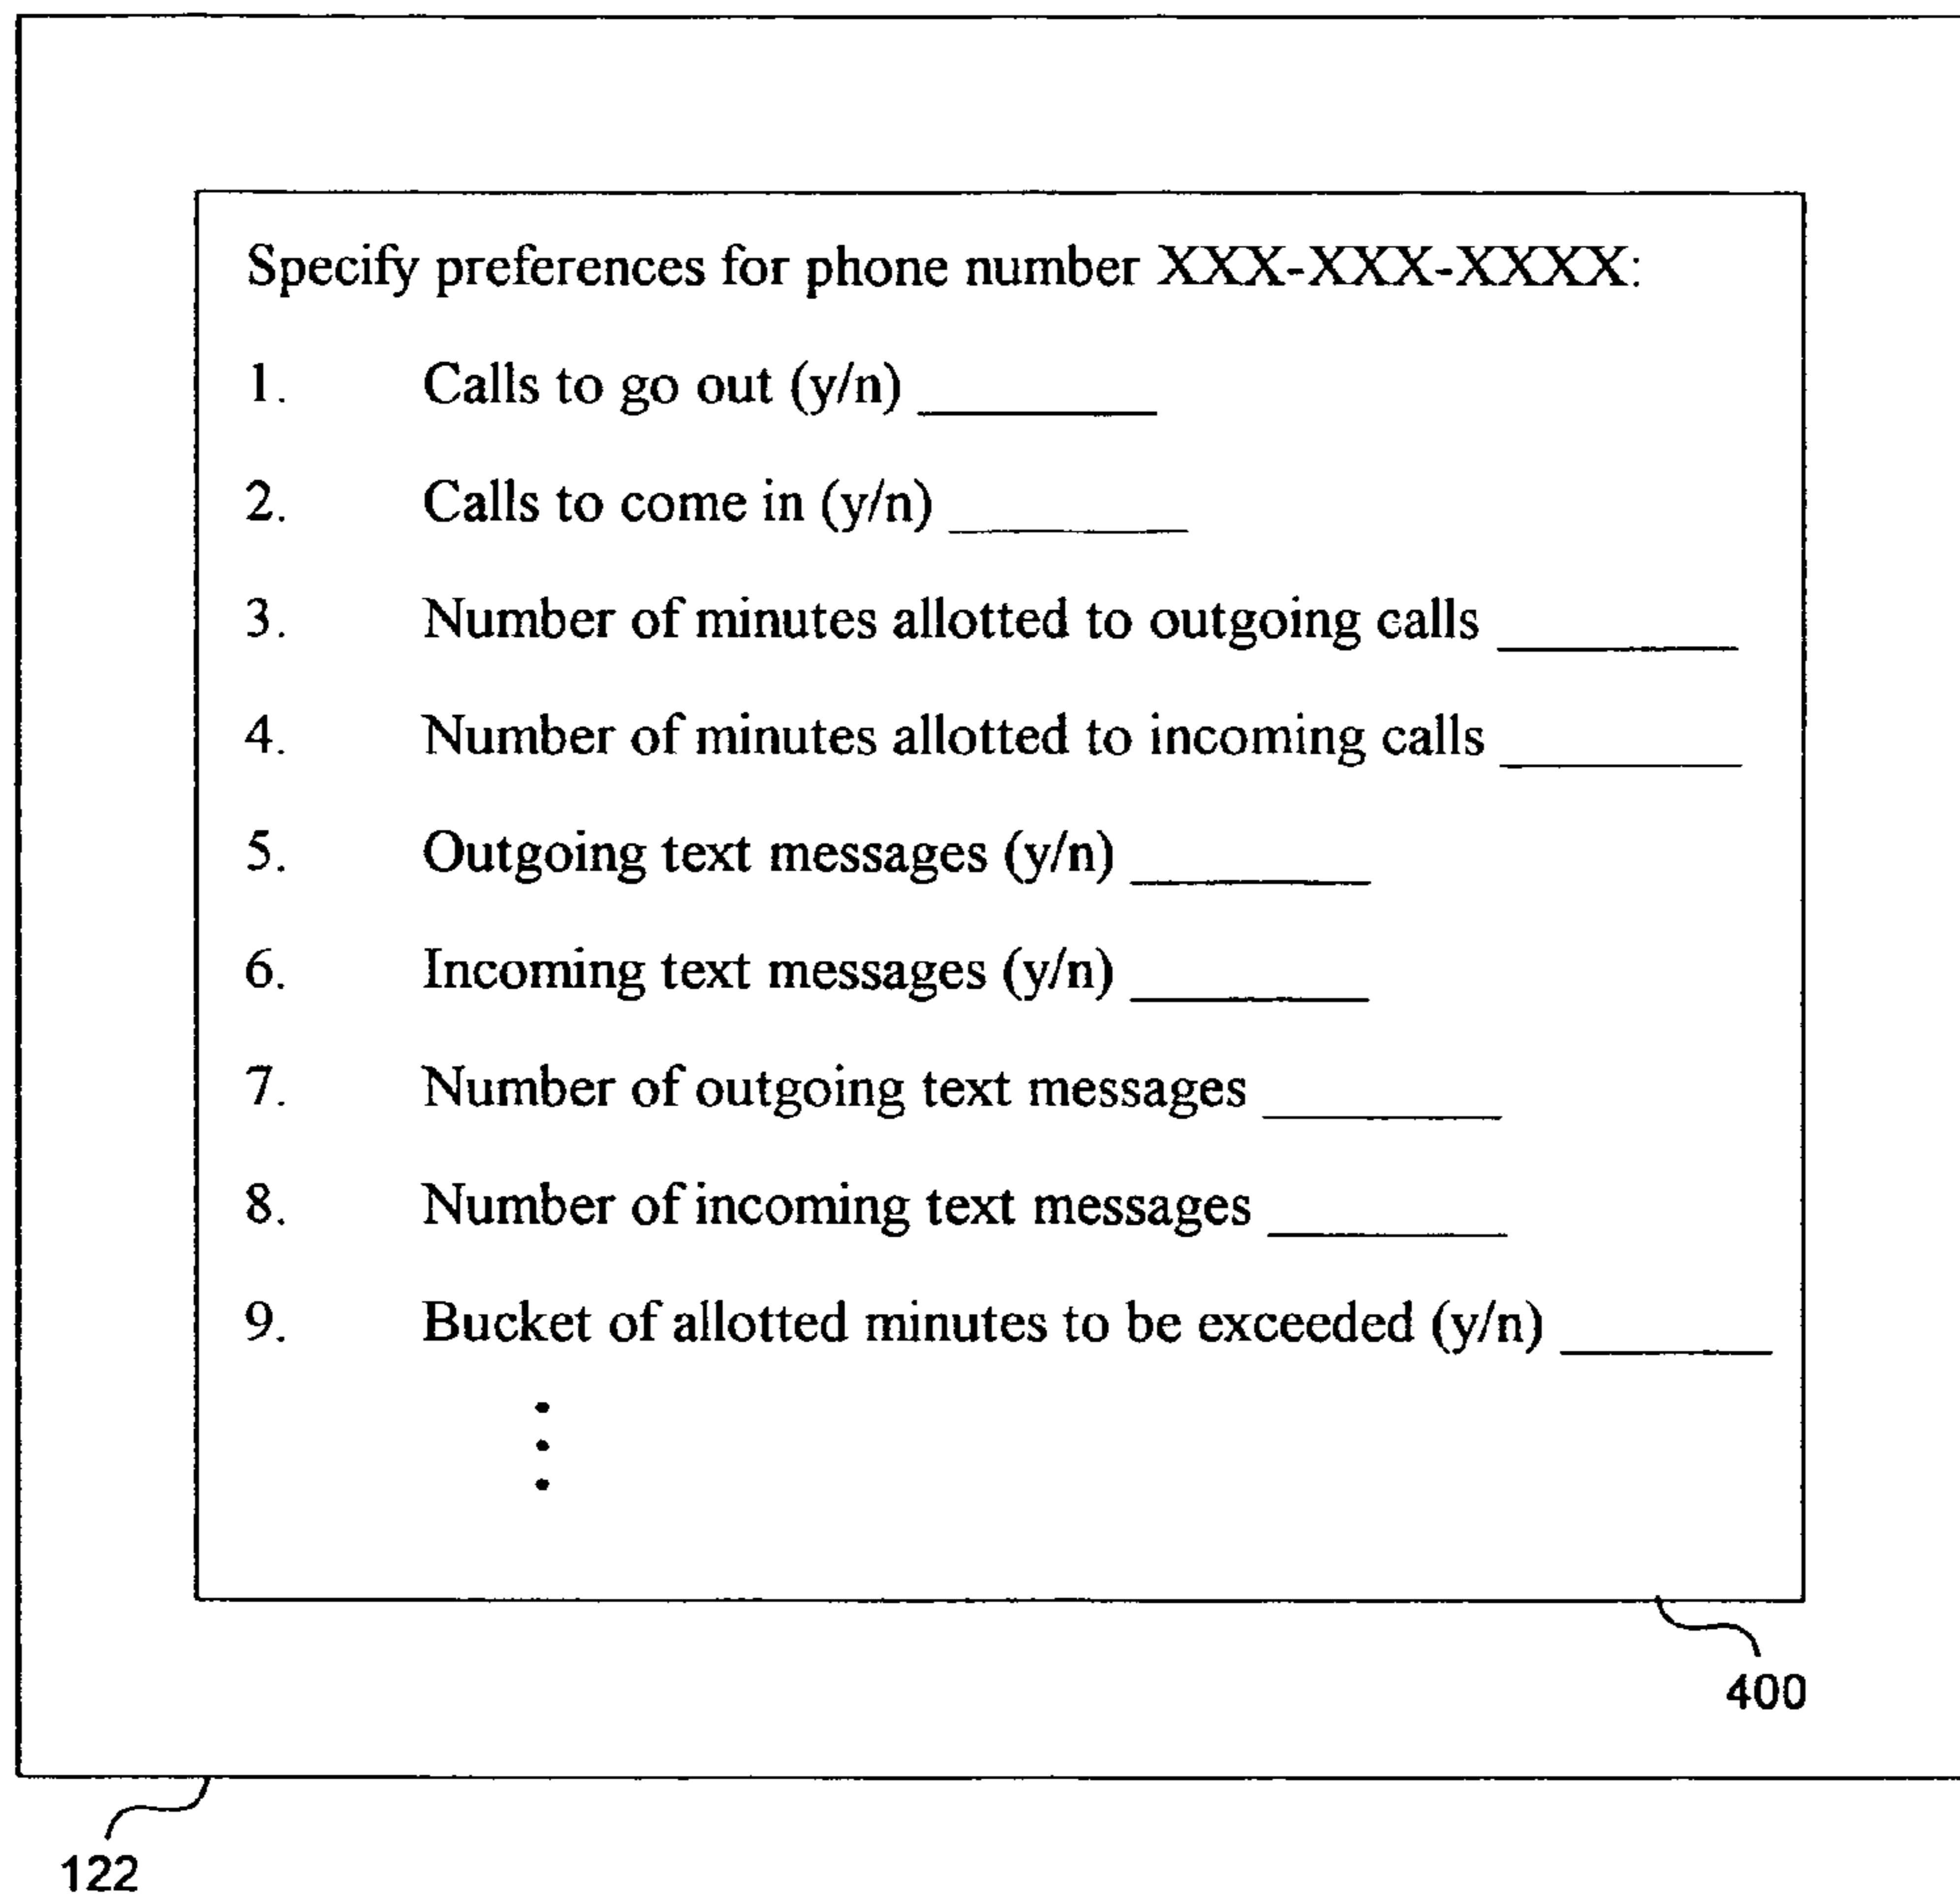 Specify preferences for phone number XXX-XXX-XXXX:
1. Calls to go out (y/n) ________
2. Calls to come in (y/n) ________
3. Number of minutes allotted to outgoing calls ________
4. Number of minutes allotted to incoming calls ________
5. Outgoing text messages (y/n) ________
6. Incoming text messages (y/n) ________
7. Number of outgoing text messages ________
8. Number of incoming text messages ________
9. Bucket of allotted minutes to be exceeded (y/n) ________
400
122